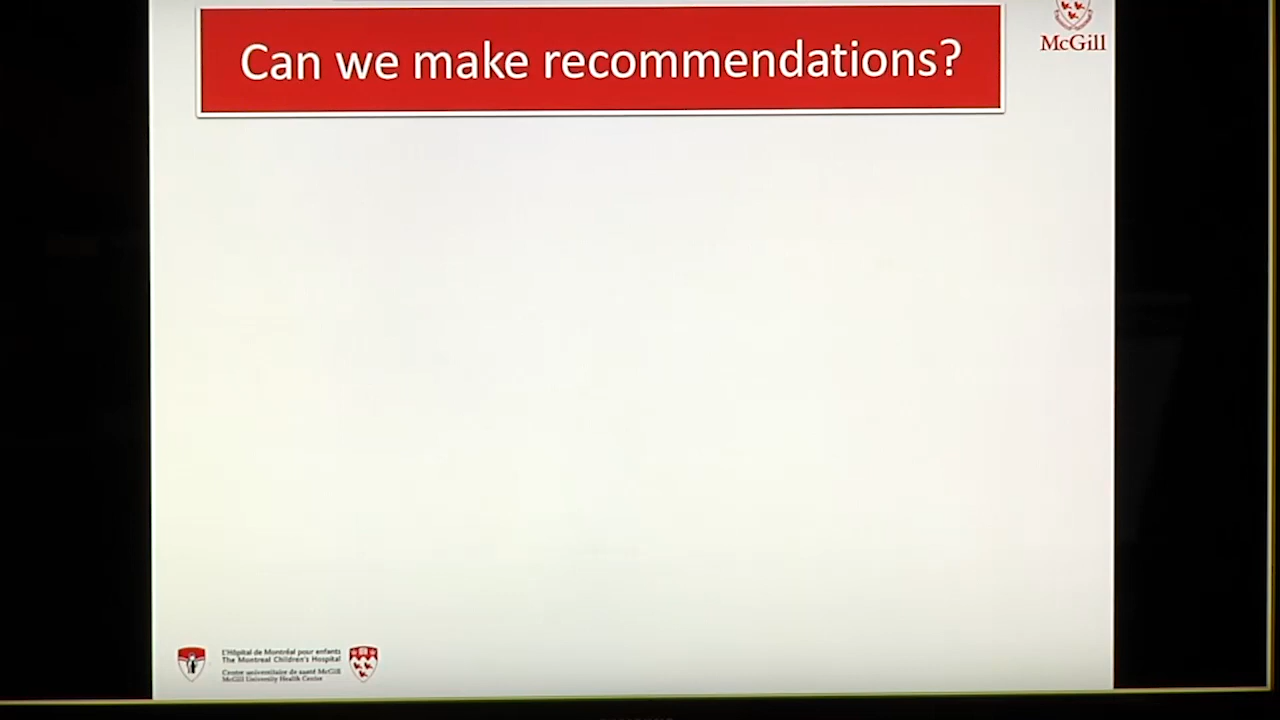 Can we make recommendations?
McGill
L'Hôpital de Montréal pour enfants
The Montreal Children's Hospital
Centre universitaire de santé McGill
McGill University Health Centre